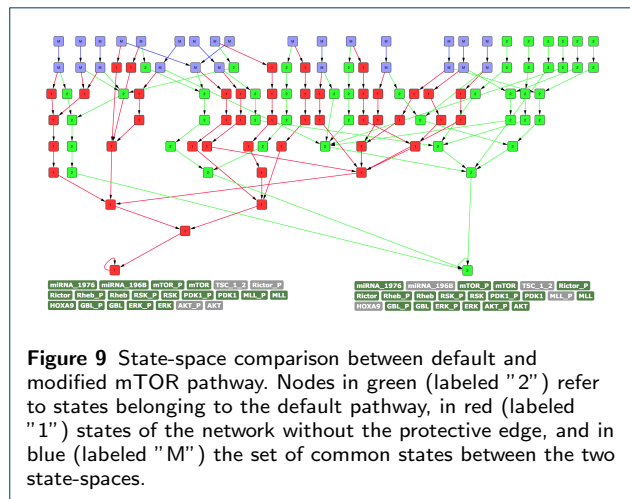 miRNA_1976 miRNA_196B mTOR_P mTOR TSC_1_2 Rictor_P
Rictor Rheb_P Rheb RSK_P RSK PDK1_P PDK1 MLL_P MLL
HOXA9 GBL_P GBL ERK_P ERK AKT_P AKT
miRNA_1976 miRNA_196B mTOR_P mTOR TSC_1_2 Rictor_P
Rictor Rheb_P Rheb RSK_P RSK PDK1_P PDK1 MLL_P MLL
HOXA9 GBL_P GBL ERK_P ERK AKT_P AKT
Figure 9 State-space comparison between default and
modified mTOR pathway. Nodes in green (labeled "2") refer
to states belonging to the default pathway, in red (labeled
"1") states of the network without the protective edge, and in
blue (labeled "M") the set of common states between the two
state-spaces.